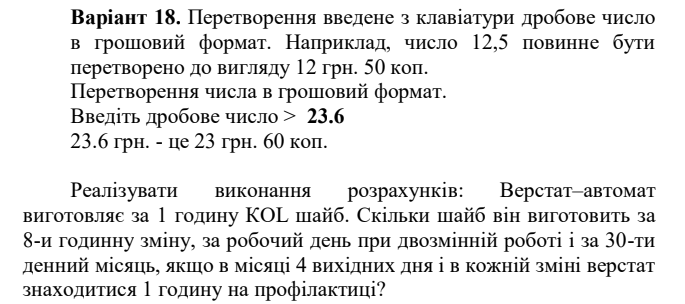 Варіант 18. Перетворення введене з клавіатури дробове число
в грошовий формат. Наприклад, число 12,5 повинне бути
перетворено до вигляду 12 грн. 50 коп.
Перетворення числа в грошовий формат.
Введіть дробове число > 23.6
23.6 грн. - це 23 грн. 60 коп.
Реалізувати виконання розрахунків: Верстат–автомат
виготовляє за 1 годину KOL шайб. Скільки шайб він виготовить за
8-и годинну зміну, за робочий день при двозмінній роботі і за 30-ти
денний місяць, якщо в місяці 4 вихідних дня і в кожній зміні верстат
знаходитися 1 годину на профілактиці?